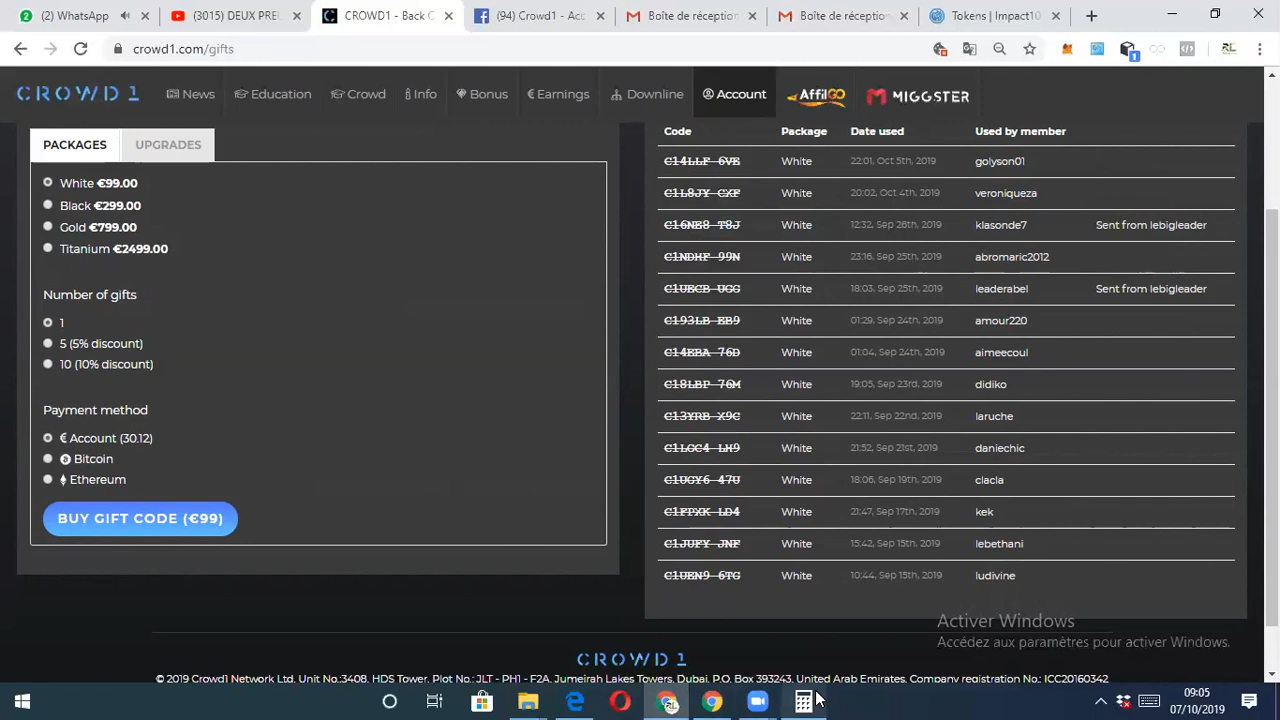 (2) WhatsApp
(3015) DEUX PREL
CROWD1 - Back O
(94) Crowd1 - Acc
Boîte de réception
Boîte de réception
Tokens | Impact10
crowd1.com/gifts
CROWD1
News
Education
Crowd
Info
Bonus
Earnings
Downline
Account
AffilGO
MIGGSTER
PACKAGES
UPGRADES
White €99.00
Black €299.00
Gold €799.00
Titanium €2499.00
Number of gifts
1
5 (5% discount)
10 (10% discount)
Payment method
€ Account (30.12)
Bitcoin
Ethereum
BUY GIFT CODE (€99)
Code Package Date used Used by member
White 22:01, Oct 5th, 2019 golyson01
White 20:02, Oct 4th, 2019 veroniqueza
White 12:32, Sep 26th, 2019 klasonde7 Sent from lebigleader
White 23:16, Sep 25th, 2019 abromaric2012
White 18:03, Sep 25th, 2019 leaderabel Sent from lebigleader
White 01:29, Sep 24th, 2019 amour220
White 01:04, Sep 24th, 2019 aimeecoul
White 19:05, Sep 23rd, 2019 didiko
White 22:11, Sep 22nd, 2019 laruche
White 21:52, Sep 21st, 2019 daniechic
White 18:06, Sep 19th, 2019 clacla
White 21:47, Sep 17th, 2019 kek
White 15:42, Sep 15th, 2019 lebethani
White 10:44, Sep 15th, 2019 ludivine
Activer Windows
Accédez aux paramètres pour activer Windows.
CROWD1
© 2019 Crowd1 Network Ltd, Unit No.:3408, HDS Tower, Plot No.:JLT - PH1 - F2A, Jumeirah Lakes Towers, Dubai, P.O. Box 393243, United Arab Emirates, Company registration No.: ICC20160342
09:05
07/10/2019